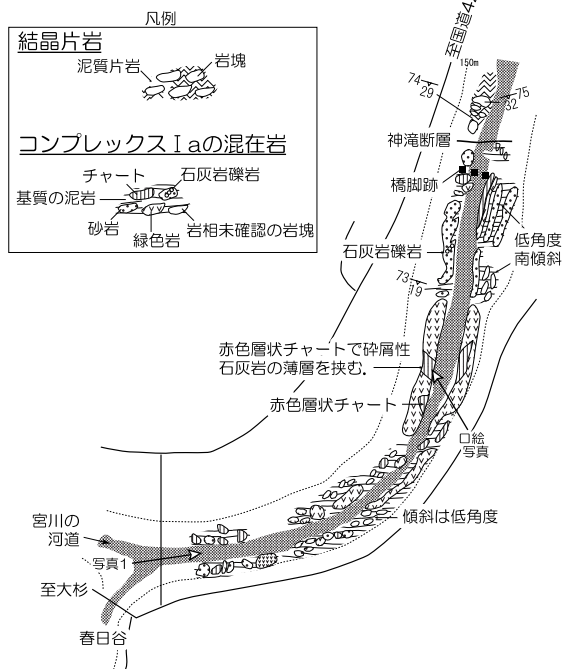 凡例
結晶片岩
泥質片岩
岩塊
コンプレックスⅠaの混在岩
チャート
石灰岩礫岩
基質の泥岩
砂岩
緑色岩
岩相未確認の岩塊
至国道4
150m
74
29
75
32
神滝断層
橋脚跡
石灰岩礫岩
低角度
南傾斜
73
19
赤色層状チャートで砕屑性
石灰岩の薄層を挟む.
赤色層状チャート
口絵
写真
傾斜は低角度
宮川の
河道
写真1
至大杉
春日谷